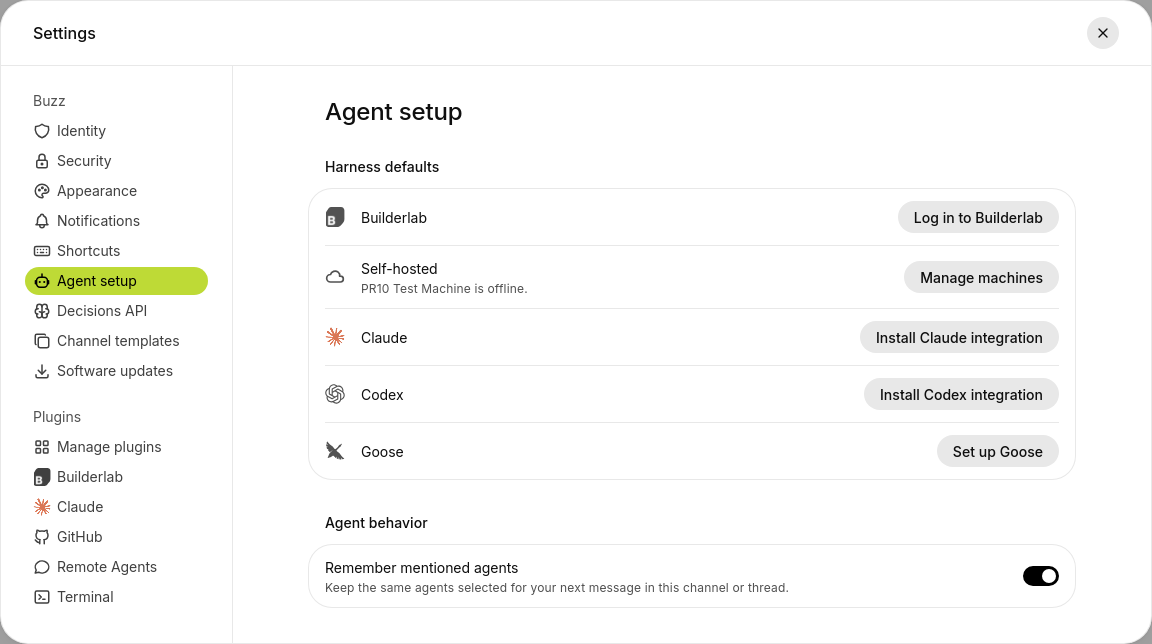 Settings
Buzz
Identity
Security
Appearance
Notifications
Shortcuts
Agent setup
Decisions API
Channel templates
Software updates
Plugins
Manage plugins
Builderlab
Claude
GitHub
Remote Agents
Terminal
Agent setup
Harness defaults
Builderlab
Log in to Builderlab
Self-hosted
PR10 Test Machine is offline.
Manage machines
Claude
Install Claude integration
Codex
Install Codex integration
Goose
Set up Goose
Agent behavior
Remember mentioned agents
Keep the same agents selected for your next message in this channel or thread.